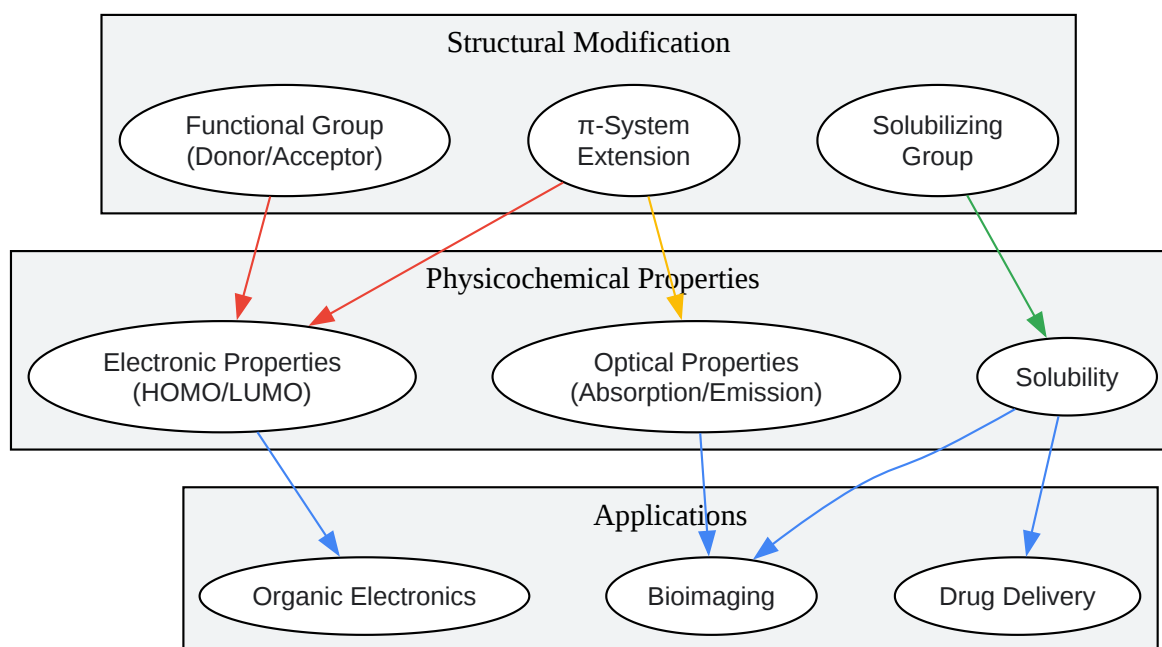 Structural Modification
Functional Group
(Donor/Acceptor)
π-System
Extension
Solubilizing
Group
Physicochemical Properties
Electronic Properties
(HOMO/LUMO)
Optical Properties
(Absorption/Emission)
Solubility
Applications
Organic Electronics
Bioimaging
Drug Delivery